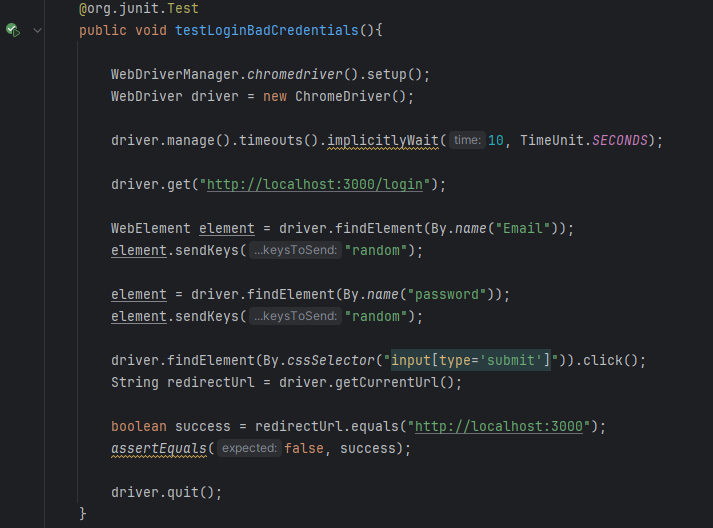 @org.junit.Test
public void testLoginBadCredentials(){
WebDriverManager.chromedriver().setup();
WebDriver driver = new ChromeDriver();
driver.manage().timeouts().implicitlyWait( time: 10, TimeUnit.SECONDS);
driver.get("http://localhost:3000/login");
WebElement element = driver.findElement(By.name("Email"));
element.sendKeys( ...keysToSend: "random");
element = driver.findElement(By.name("password"));
element.sendKeys( ...keysToSend: "random");
driver.findElement(By.cssSelector("input[type='submit']")).click();
String redirectUrl = driver.getCurrentUrl();
boolean success = redirectUrl.equals("http://localhost:3000");
assertEquals( expected: false, success);
driver.quit();
}